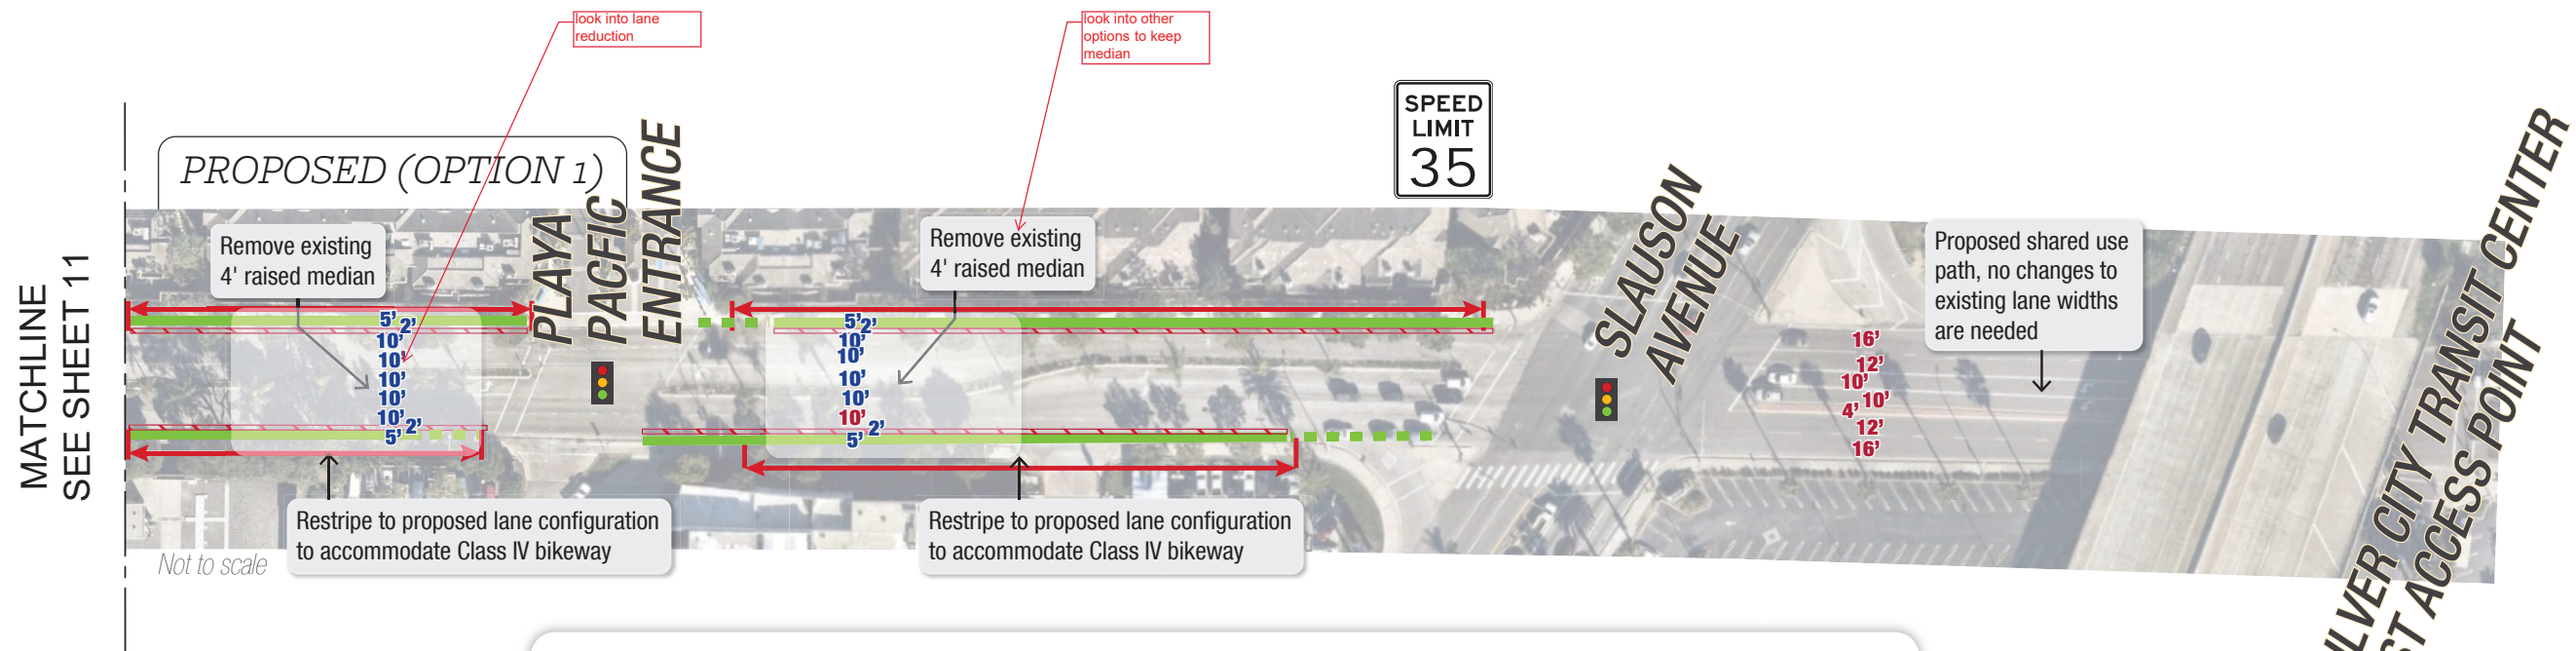 look into lane
reduction
look into other
options to keep
median
SPEED
LIMIT
35
PROPOSED (OPTION 1)
MATCHLINE
SEE SHEET 11
PLAYA
PACIFIC
ENTRANCE
SLAUSON
AVENUE
Remove existing
4' raised median
Remove existing
4' raised median
Proposed shared use
path, no changes to
existing lane widths
are needed
5'
2'
10'
10'
10'
10'
10'
2'
5'
5'
2'
10'
10'
10'
10'
10'
2'
5'
16'
12'
10'
10'
4'
12'
16'
Restripe to proposed lane configuration
to accommodate Class IV bikeway
Restripe to proposed lane configuration
to accommodate Class IV bikeway
Not to scale
CITY TRANSIT CENTER
ACCESS POINT